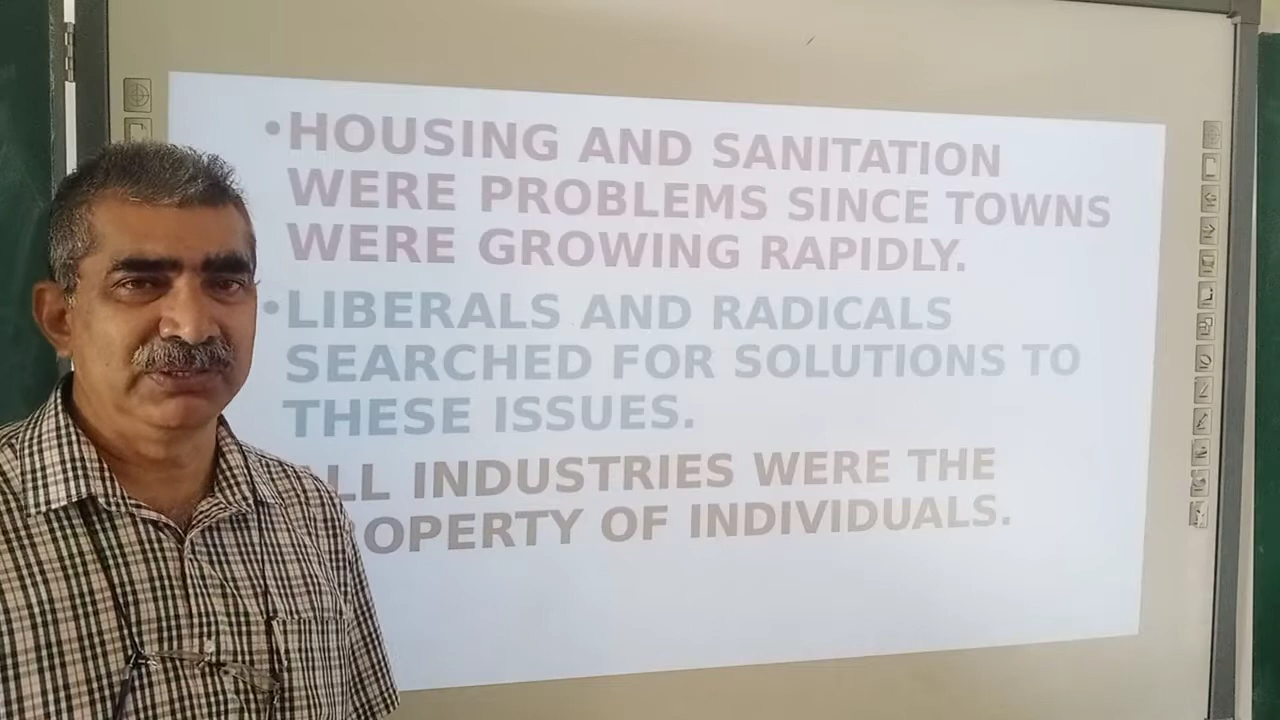 •HOUSING AND SANITATION
WERE PROBLEMS SINCE TOWNS
WERE GROWING RAPIDLY.
•LIBERALS AND RADICALS
SEARCHED FOR SOLUTIONS TO
THESE ISSUES.
INDUSTRIES WERE THE
OF INDIVIDUALS.